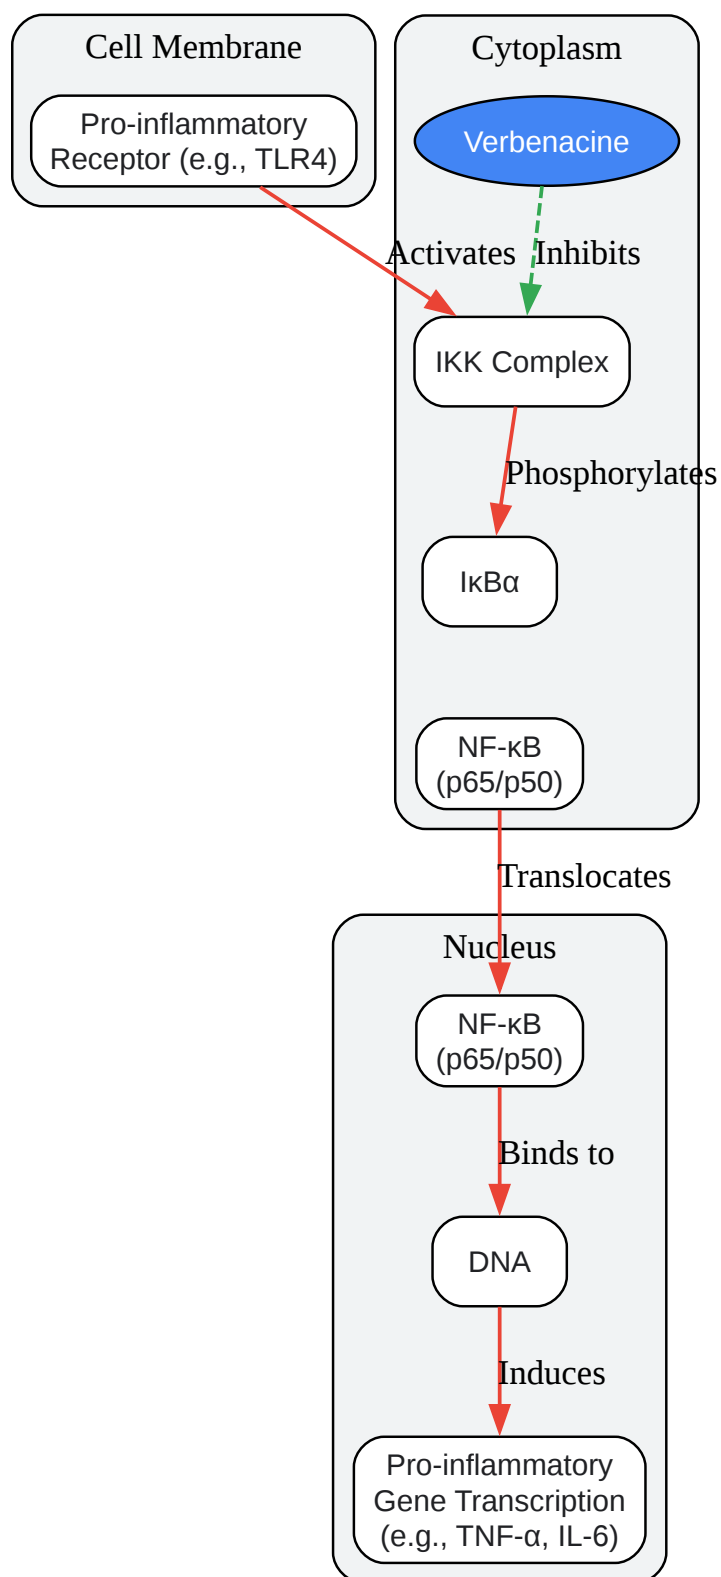 Cell Membrane
Pro-inflammatory
Receptor (e.g., TLR4)
Cytoplasm
Verbenacine
Activates
Inhibits
IKK Complex
Phosphorylates
IκBα
NF-κB
(p65/p50)
Translocates
Nucleus
NF-κB
(p65/p50)
Binds to
DNA
Induces
Pro-inflammatory
Gene Transcription
(e.g., TNF-α, IL-6)